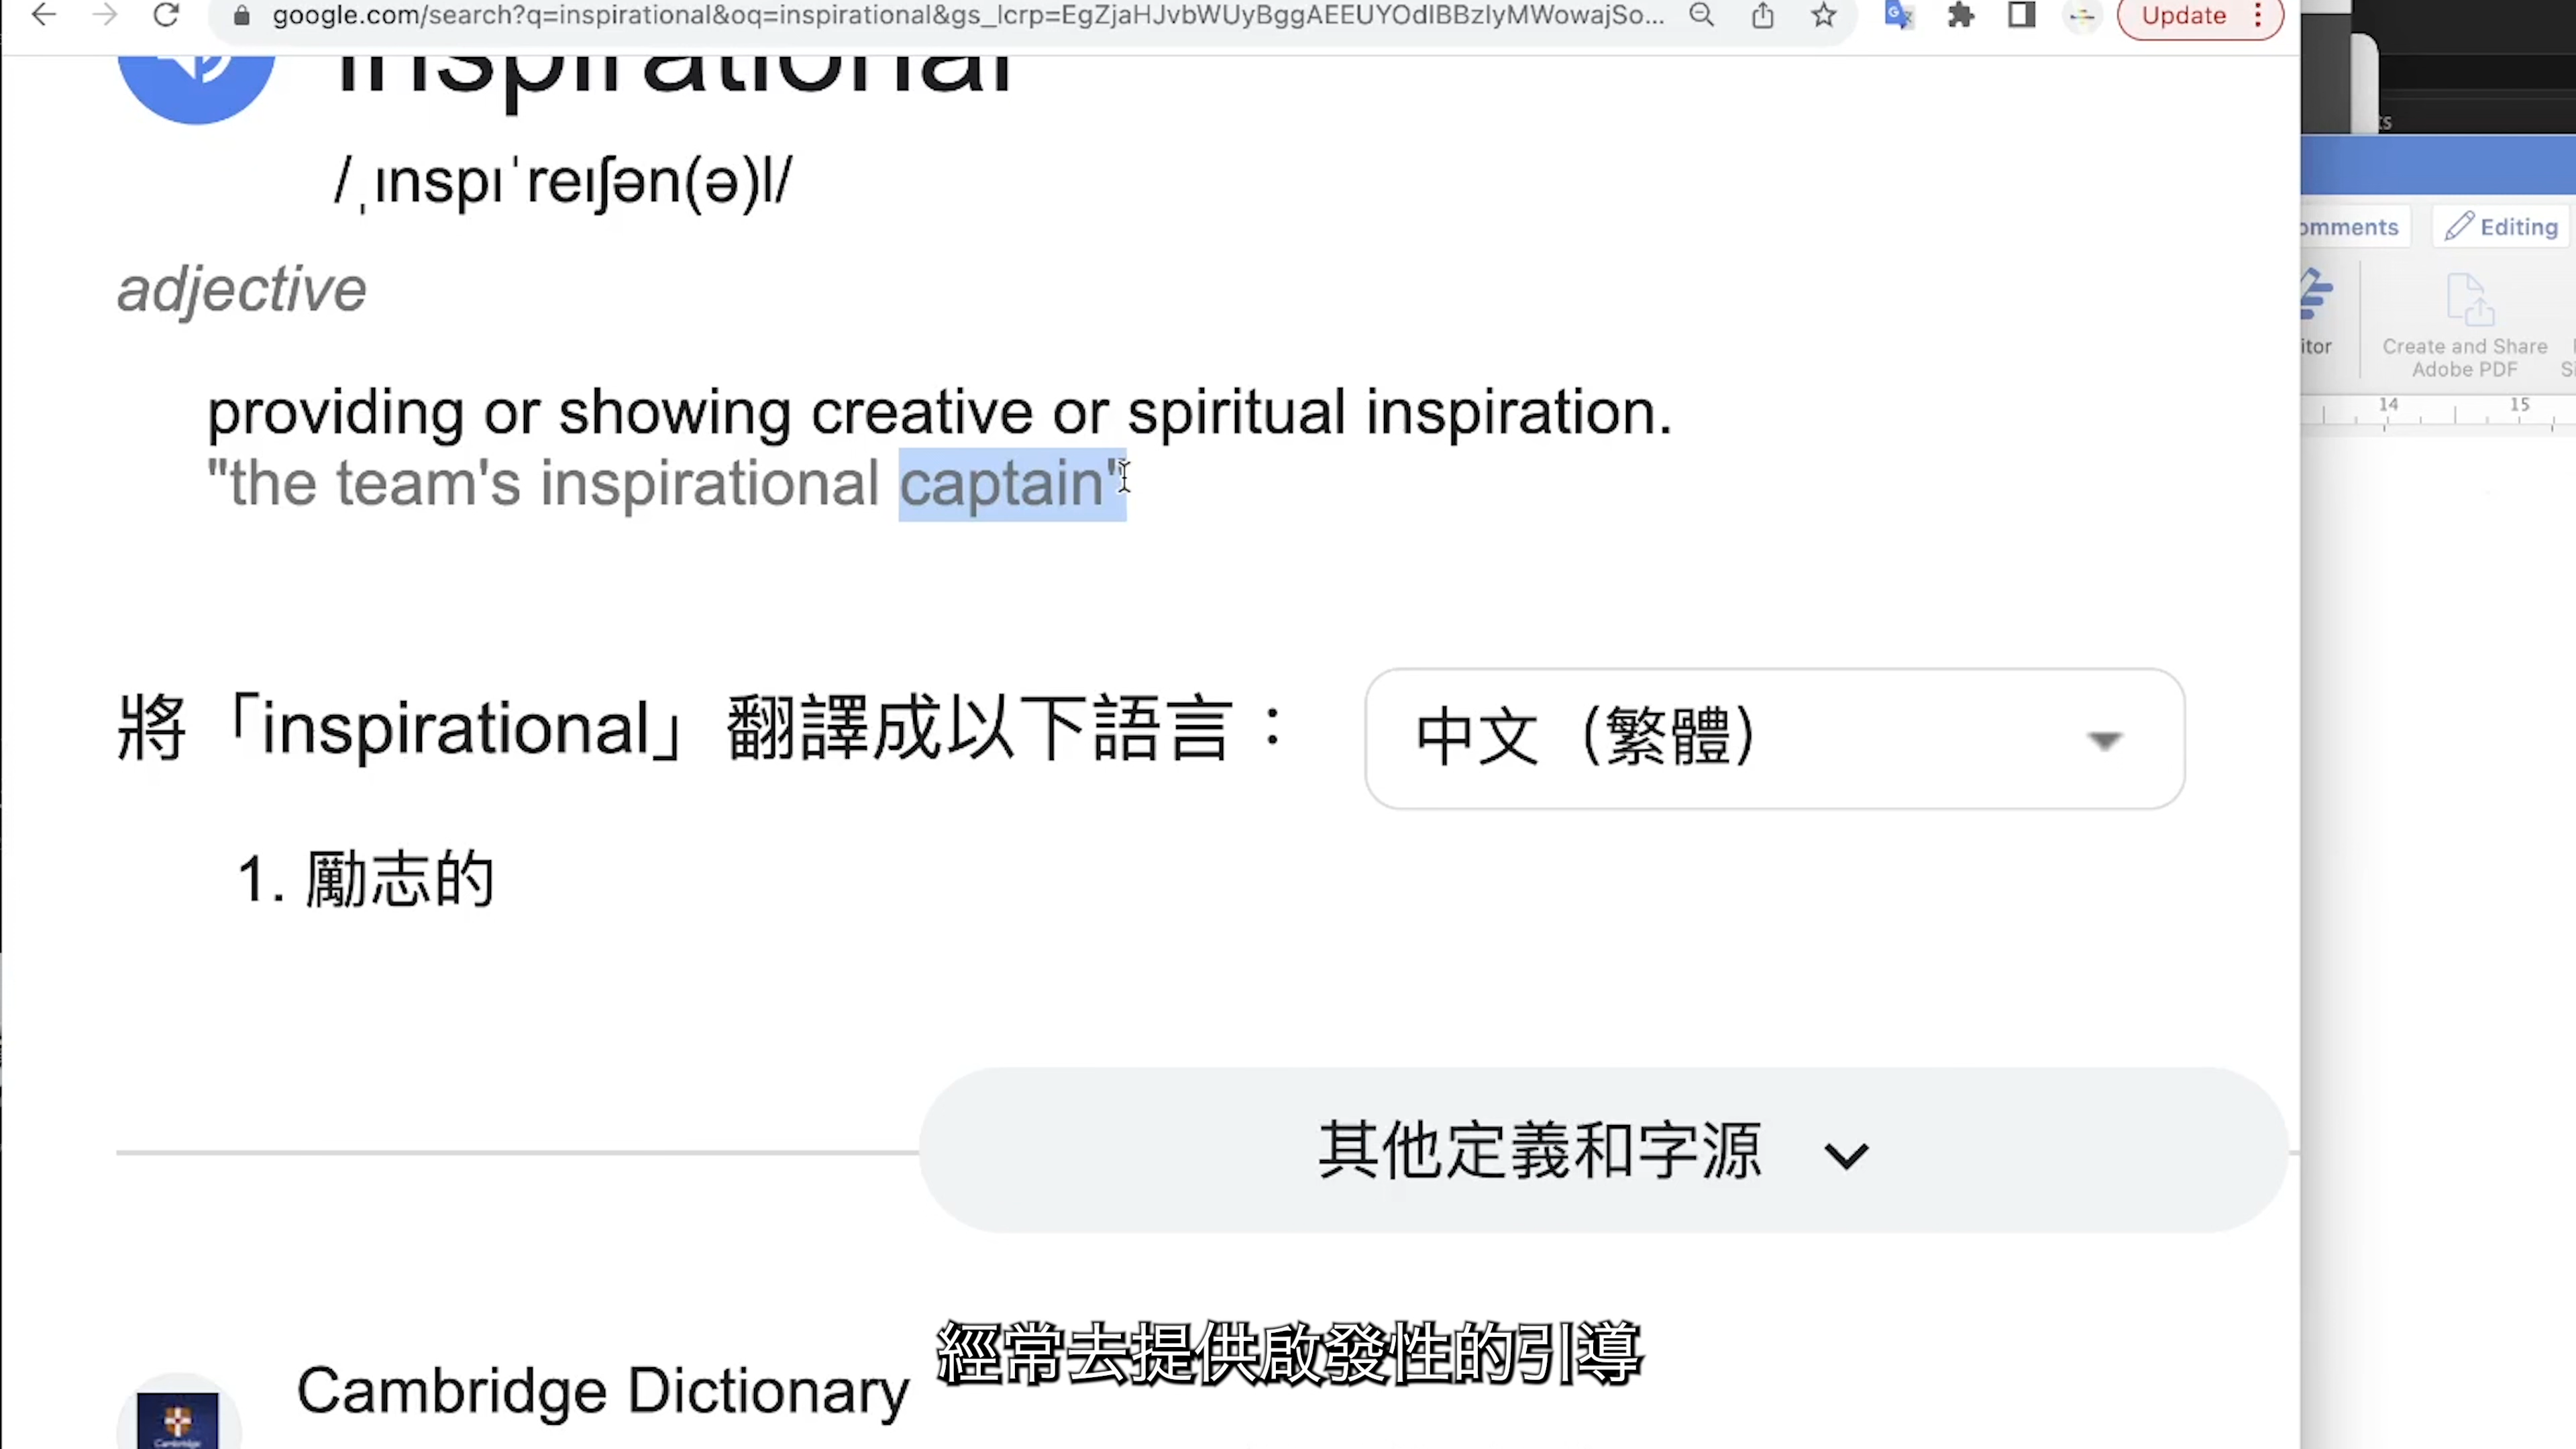 google.com/search?q=inspirational&oq=inspirational&gs_lcrp=EgZjaHJvbWUyBggAEEUYOdIBBzIyMWowajSo...
Update
inspirational
/ˌɪnspɪˈreɪʃən(ə)l/
adjective
providing or showing creative or spiritual inspiration.
"the team's inspirational captain"
將「inspirational」翻譯成以下語言：
中文（繁體）
1. 勵志的
其他定義和字源
經常去提供啟發性的引導
Cambridge Dictionary
Cambridge
omments
Editing
itor
Create and Share
Adobe PDF
14 15